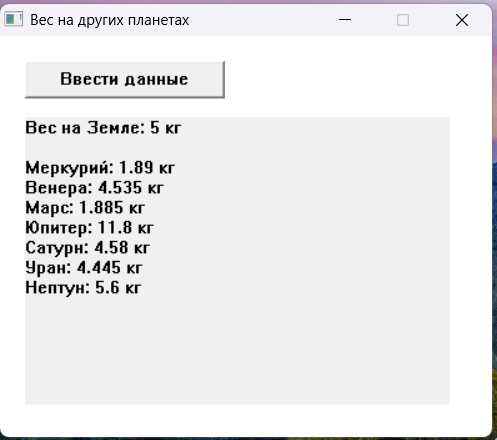 Вес на других планетах
Ввести данные
Вес на Земле: 5 кг
Меркурий: 1.89 кг
Венера: 4.535 кг
Марс: 1.885 кг
Юпитер: 11.8 кг
Сатурн: 4.58 кг
Уран: 4.445 кг
Нептун: 5.6 кг